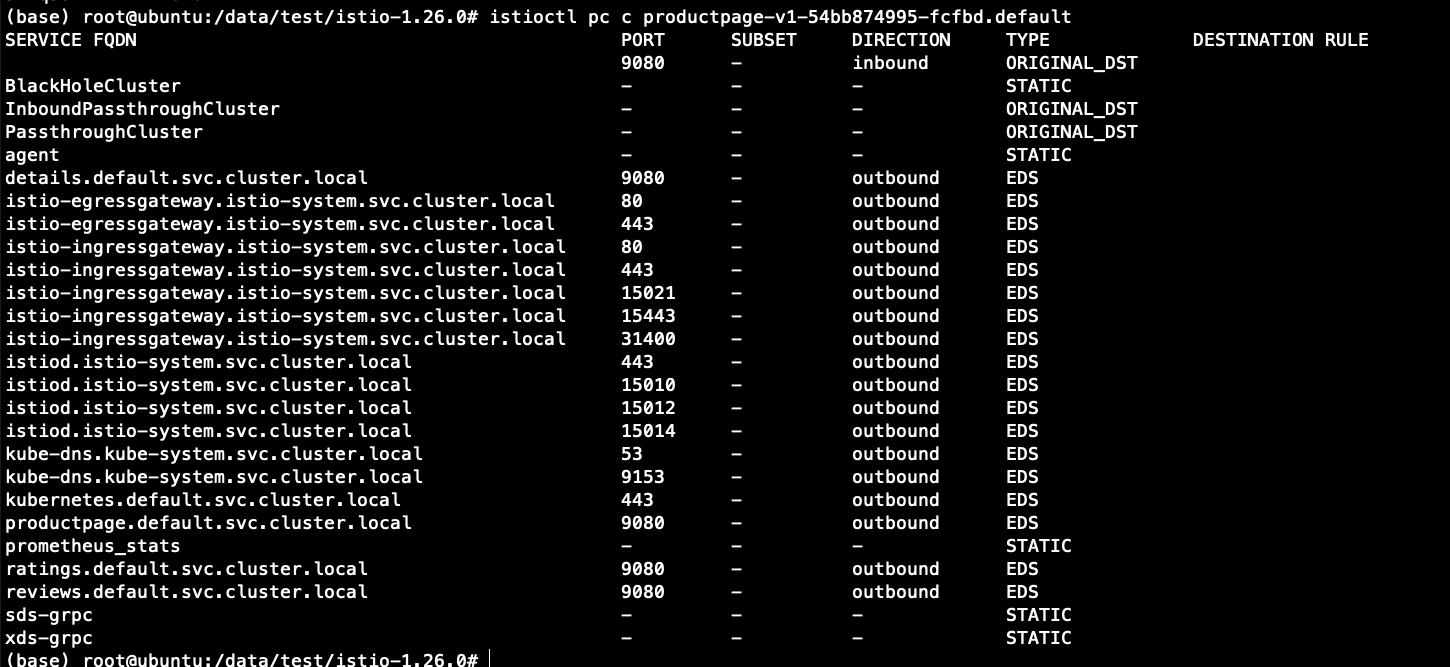 (base) root@ubuntu:/data/test/istio-1.26.0# istioctl pc c productpage-v1-54bb874995-fcfbd.default
SERVICE FQDN PORT SUBSET DIRECTION TYPE DESTINATION RULE
9080 – inbound ORIGINAL_DST
BlackHoleCluster – – – STATIC
InboundPassthroughCluster – – – ORIGINAL_DST
PassthroughCluster – – – ORIGINAL_DST
agent – – – STATIC
details.default.svc.cluster.local 9080 – outbound EDS
istio-egressgateway.istio-system.svc.cluster.local 80 – outbound EDS
istio-egressgateway.istio-system.svc.cluster.local 443 – outbound EDS
istio-ingressgateway.istio-system.svc.cluster.local 80 – outbound EDS
istio-ingressgateway.istio-system.svc.cluster.local 443 – outbound EDS
istio-ingressgateway.istio-system.svc.cluster.local 15021 – outbound EDS
istio-ingressgateway.istio-system.svc.cluster.local 15443 – outbound EDS
istio-ingressgateway.istio-system.svc.cluster.local 31400 – outbound EDS
istiod.istio-system.svc.cluster.local 443 – outbound EDS
istiod.istio-system.svc.cluster.local 15010 – outbound EDS
istiod.istio-system.svc.cluster.local 15012 – outbound EDS
istiod.istio-system.svc.cluster.local 15014 – outbound EDS
kube-dns.kube-system.svc.cluster.local 53 – outbound EDS
kube-dns.kube-system.svc.cluster.local 9153 – outbound EDS
kubernetes.default.svc.cluster.local 443 – outbound EDS
productpage.default.svc.cluster.local 9080 – outbound EDS
prometheus_stats – – – STATIC
ratings.default.svc.cluster.local 9080 – outbound EDS
reviews.default.svc.cluster.local 9080 – outbound EDS
sds-grpc – – – STATIC
xds-grpc – – – STATIC
(base) root@ubuntu:/data/test/istio-1.26.0#